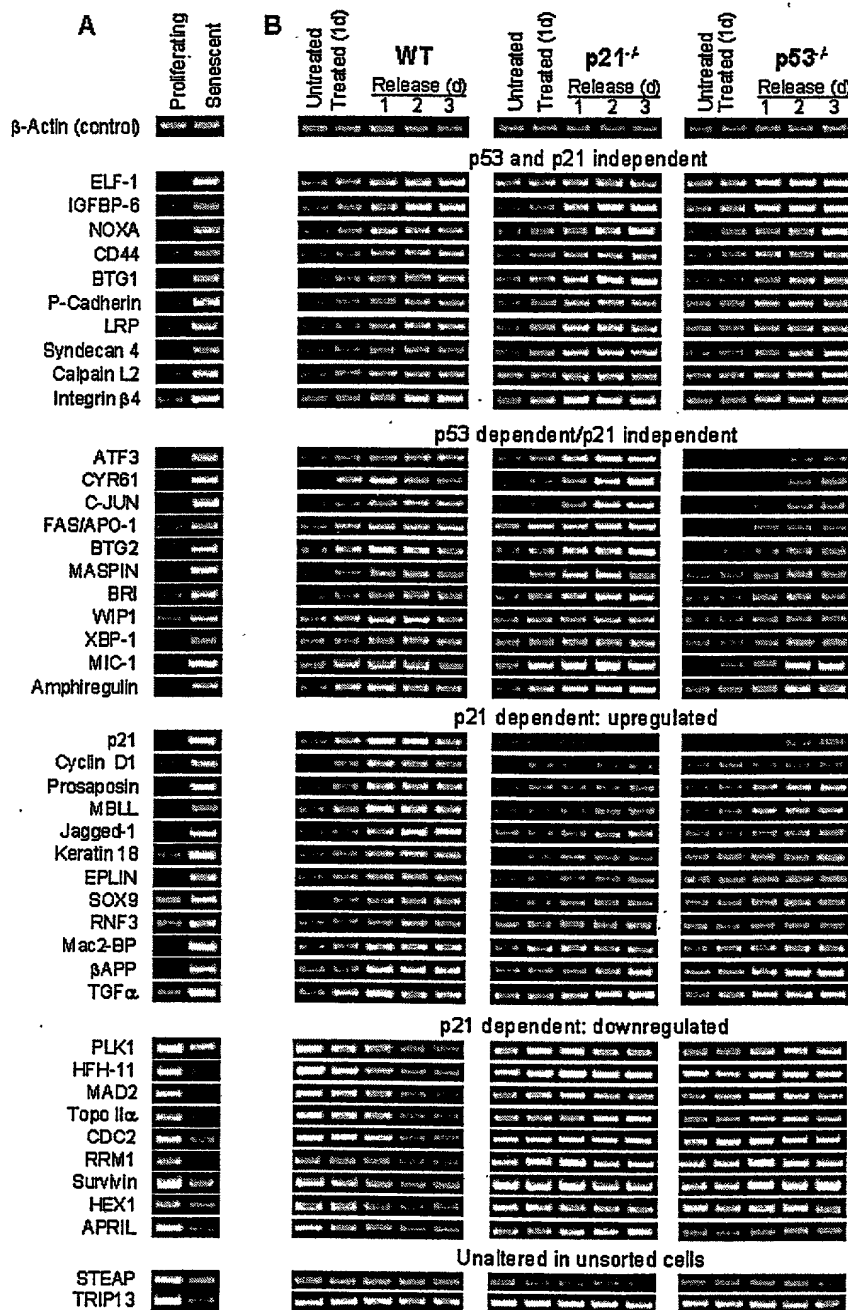 A
B
Proliferating
Senescent
Untreated
Treated (1d)
WT
Release (d)
1 2 3
Untreated
Treated (1d)
p21-/-
Release (d)
1 2 3
Untreated
Treated (1d)
p53-/-
Release (d)
1 2 3
β-Actin (control)
p53 and p21 independent
ELF-1
IGFBP-6
NOXA
CD44
BTG1
P-Cadherin
LRP
Syndecan 4
Calpain L2
Integrin β4
p53 dependent/p21 independent
ATF3
CYR61
C-JUN
FAS/APO-1
BTG2
MASPIN
BRI
WIP1
XBP-1
MIC-1
Amphiregulin
p21 dependent: upregulated
p21
Cyclin D1
Prosaposin
MBLL
Jagged-1
Keratin 18
EPLIN
SOX9
RNF3
Mac2-BP
βAPP
TGFα
p21 dependent: downregulated
PLK1
HFH-11
MAD2
Topo IIα
CDC2
RRM1
Survivin
HEX1
APRIL
Unaltered in unsorted cells
STEAP
TRIP13